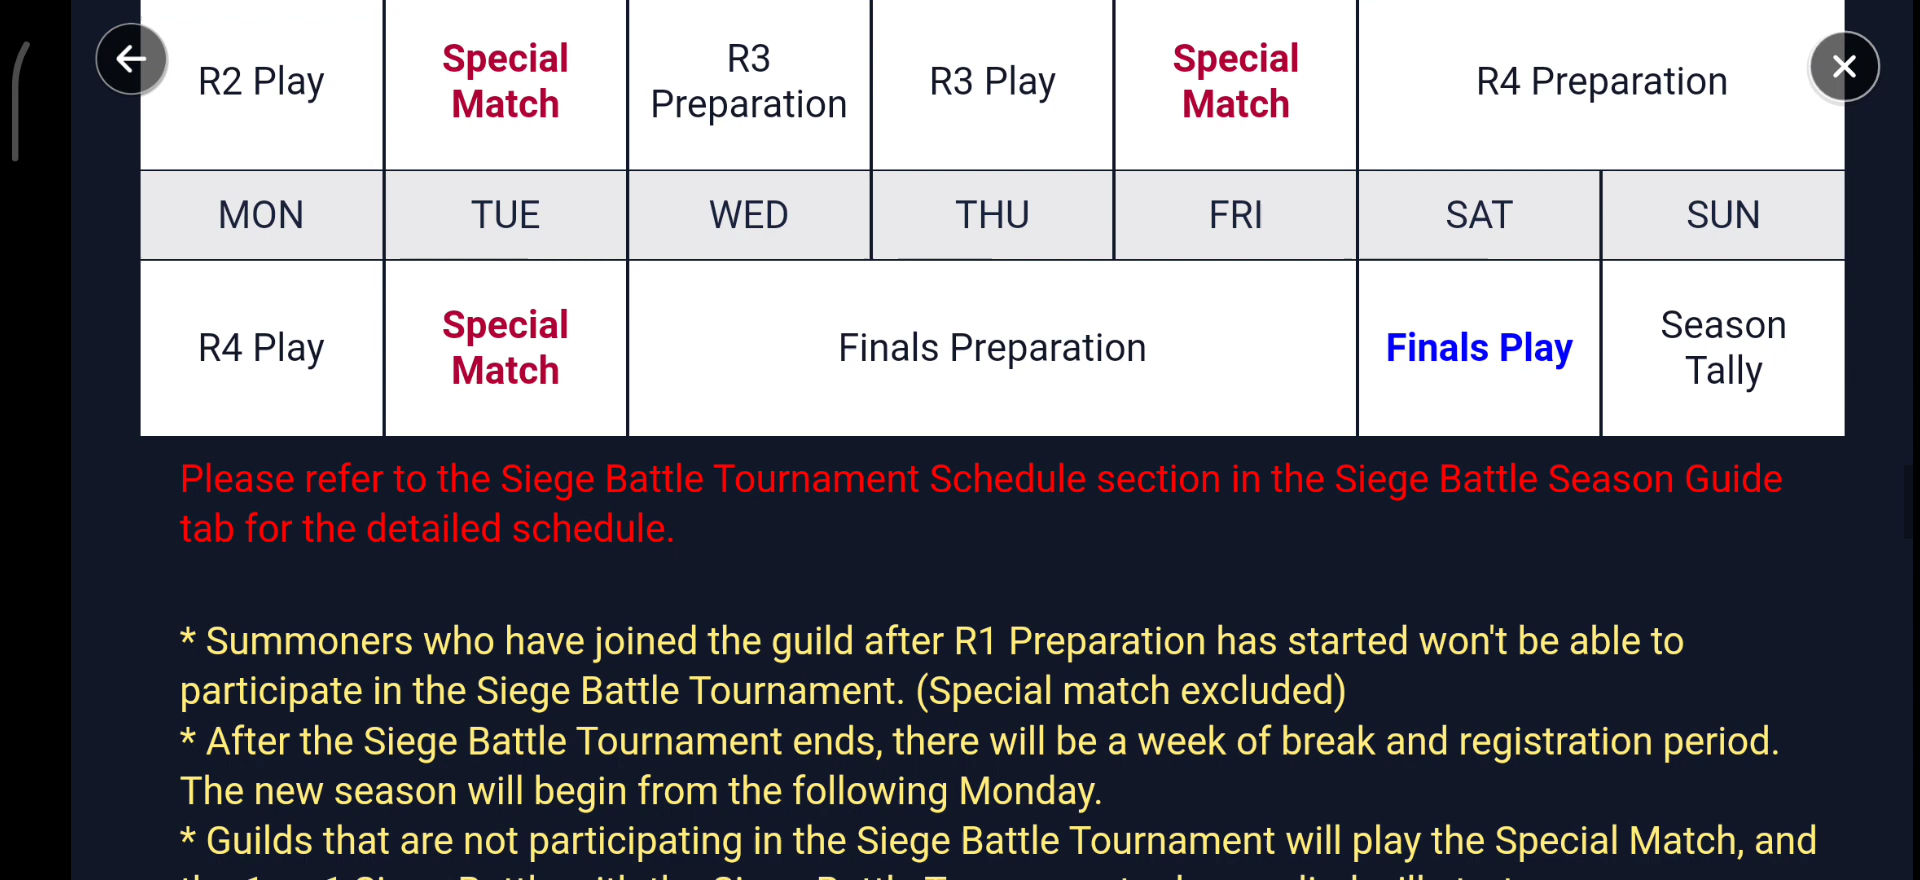 R2 Play
Special
Match
R3
Preparation
R3 Play
Special
Match
R4 Preparation
MON TUE WED THU FRI SAT SUN
R4 Play
Special
Match
Finals Preparation
Finals Play
Season
Tally
Please refer to the Siege Battle Tournament Schedule section in the Siege Battle Season Guide
tab for the detailed schedule.
* Summoners who have joined the guild after R1 Preparation has started won't be able to
participate in the Siege Battle Tournament. (Special match excluded)
* After the Siege Battle Tournament ends, there will be a week of break and registration period.
The new season will begin from the following Monday.
* Guilds that are not participating in the Siege Battle Tournament will play the Special Match, and